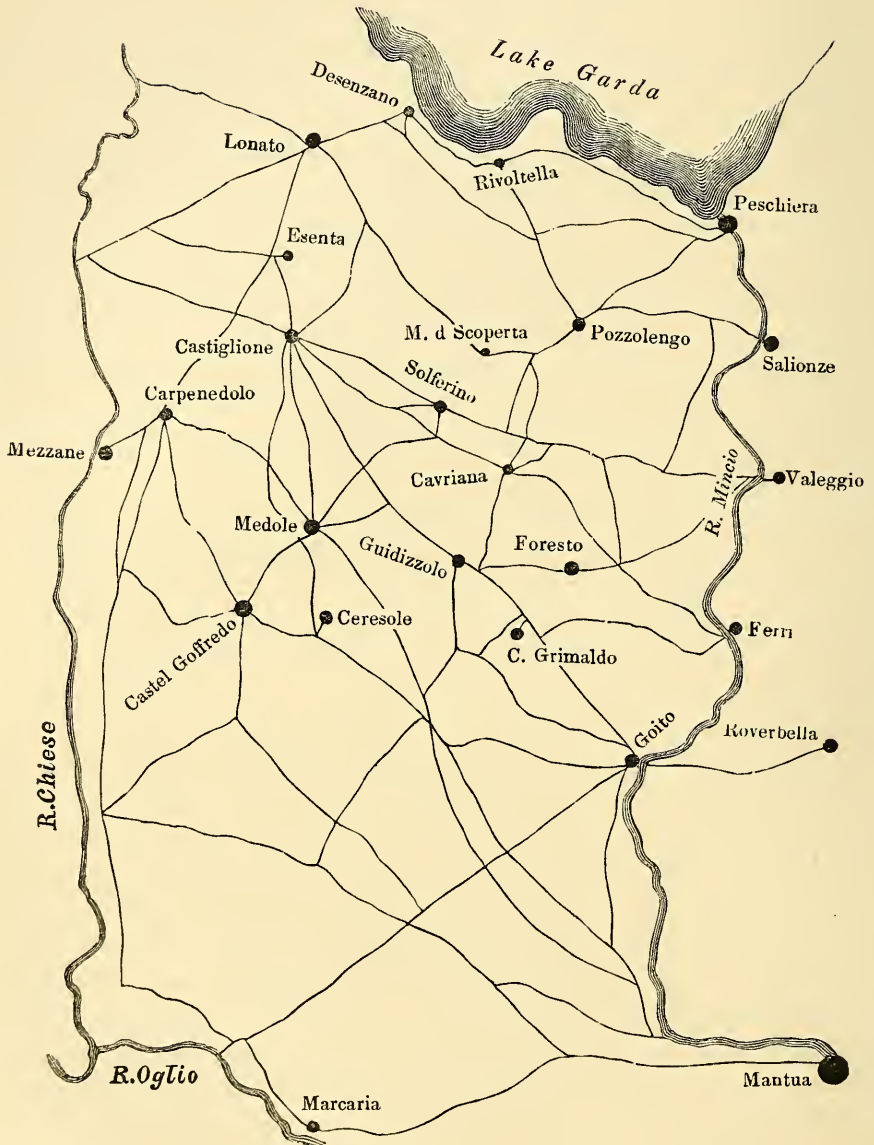 Lake Garda
Desenzano
Lonato
Rivoltella
Peschiera
Esenta
M. d Scoperta
Pozzolengo
Castiglione
Salionze
Solferino
Carpenedolo
Mezzane
Cavriana
R. Mincio
Valeggio
Medole
Guidizzolo
Foresto
Ceresole
Ferri
C. Grimaldo
Castel Goffredo
Goito
Roverbella
R.Chiese
R.Oglio
Mantua
Marcaria